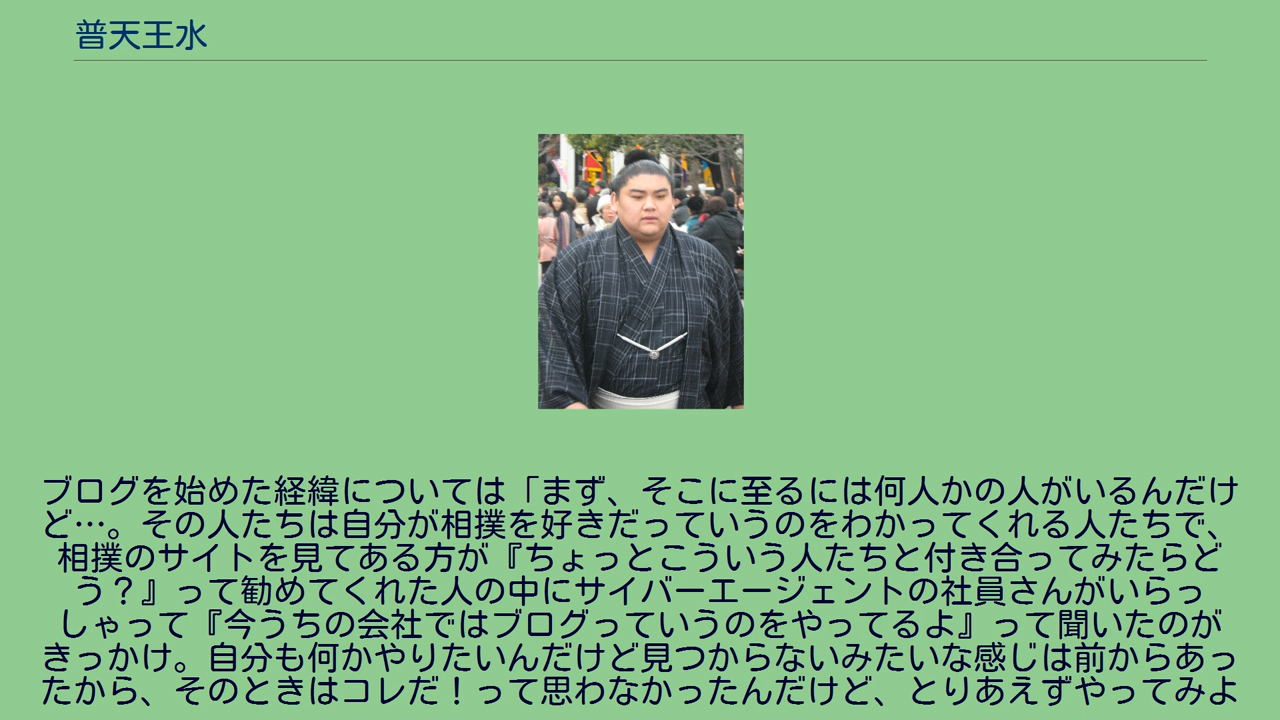 普天王水
ブログを始めた経緯については「まず、そこに至るには何人かの人がいるんだけ
ど…。その人たちは自分が相撲を好きだっていうのをわかってくれる人たちで、
相撲のサイトを見てある方が『ちょっとこういう人たちと付き合ってみたらど
う？』って勧めてくれた人の中にサイバーエージェントの社員さんがいらっ
しゃって『今うちの会社ではブログっていうのをやってるよ』って聞いたのが
きっかけ。自分も何かやりたいんだけど見つからないみたいな感じは前からあっ
たから、そのときはコレだ！って思わなかったんだけど、とりあえずやってみよ